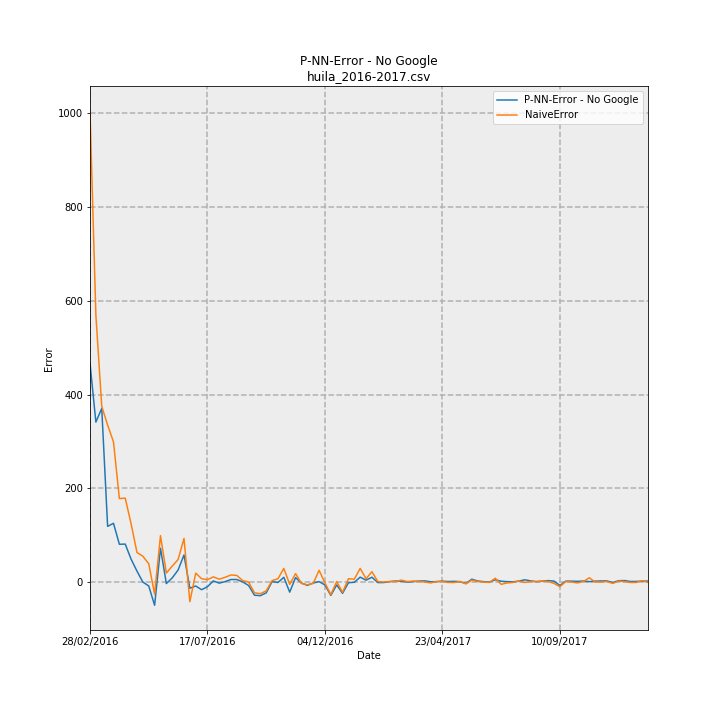 P-NN-Error - No Google
huila_2016-2017.csv
P-NN-Error - No Google
NaiveError
1000
800
600
400
200
0
Error
28/02/2016
17/07/2016
04/12/2016
23/04/2017
10/09/2017
Date